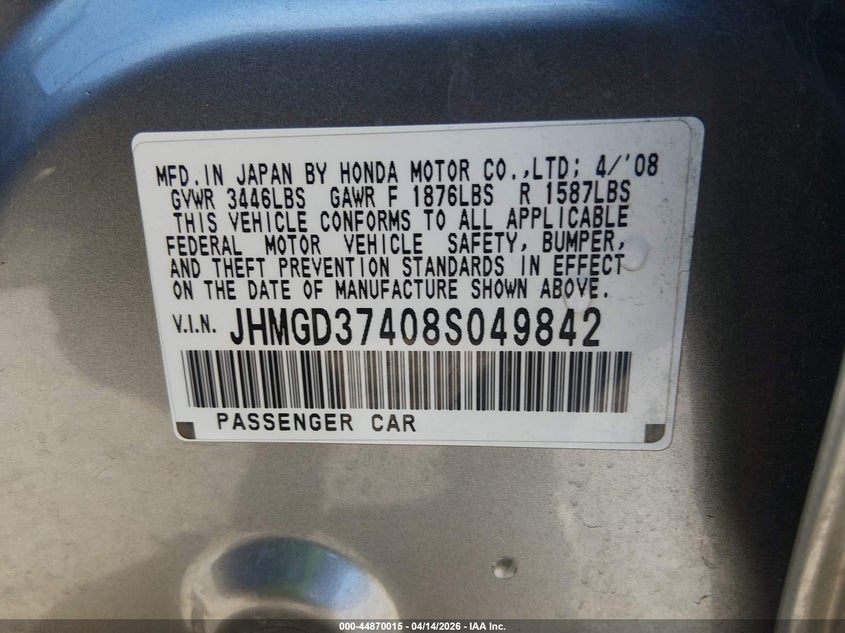 MFD. IN JAPAN BY HONDA MOTOR CO.,LTD; 4/'08
GVWR 3446LBS GAWR F 1876LBS R 1587LBS
THIS VEHICLE CONFORMS TO ALL APPLICABLE
FEDERAL MOTOR VEHICLE SAFETY, BUMPER,
AND THEFT PREVENTION STANDARDS IN EFFECT
ON THE DATE OF MANUFACTURE SHOWN ABOVE.
V.I.N. JHMGD37408S049842
PASSENGER CAR
000-44870015 - 04/14/2026 - IAA Inc.